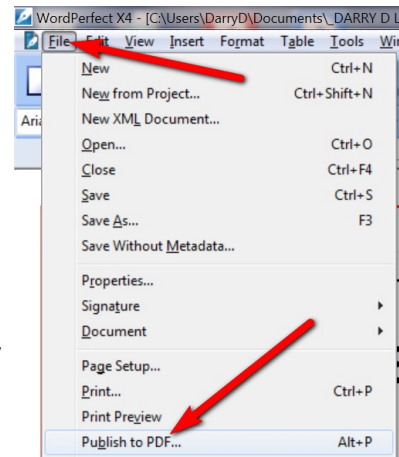 WordPerfect X4 - [C:\Users\DarryD\Documents\_DARRY D L
File Edit View Insert Format Table Tools Wi
Aria
New Ctrl+N
New from Project... Ctrl+Shift+N
New XML Document...
Open... Ctrl+O
Close Ctrl+F4
Save Ctrl+S
Save As... F3
Save Without Metadata...
Properties...
Signature
Document
Page Setup...
Print... Ctrl+P
Print Preview
Publish to PDF... Alt+P